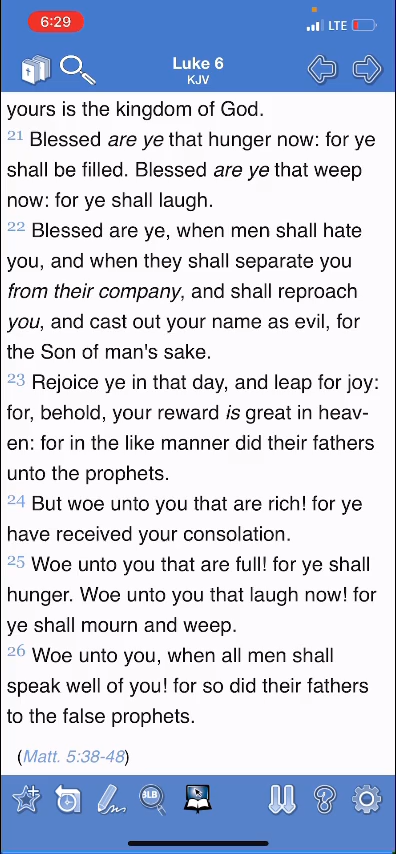 6:29
LTE
Luke 6
KJV
yours is the kingdom of God.
21 Blessed are ye that hunger now: for ye
shall be filled. Blessed are ye that weep
now: for ye shall laugh.
22 Blessed are ye, when men shall hate
you, and when they shall separate you
from their company, and shall reproach
you, and cast out your name as evil, for
the Son of man's sake.
23 Rejoice ye in that day, and leap for joy:
for, behold, your reward is great in heav-
en: for in the like manner did their fathers
unto the prophets.
24 But woe unto you that are rich! for ye
have received your consolation.
25 Woe unto you that are full! for ye shall
hunger. Woe unto you that laugh now! for
ye shall mourn and weep.
26 Woe unto you, when all men shall
speak well of you! for so did their fathers
to the false prophets.
(Matt. 5:38-48)
BLB